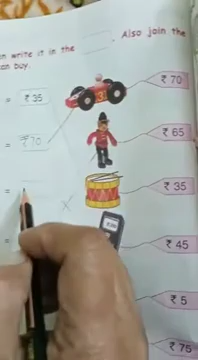 . Also join the
n write it in the
an buy.
₹ 70
= ₹ 35
₹ 65
= ₹ 70
₹ 35
=
₹ 45
=
₹ 5
₹ 75